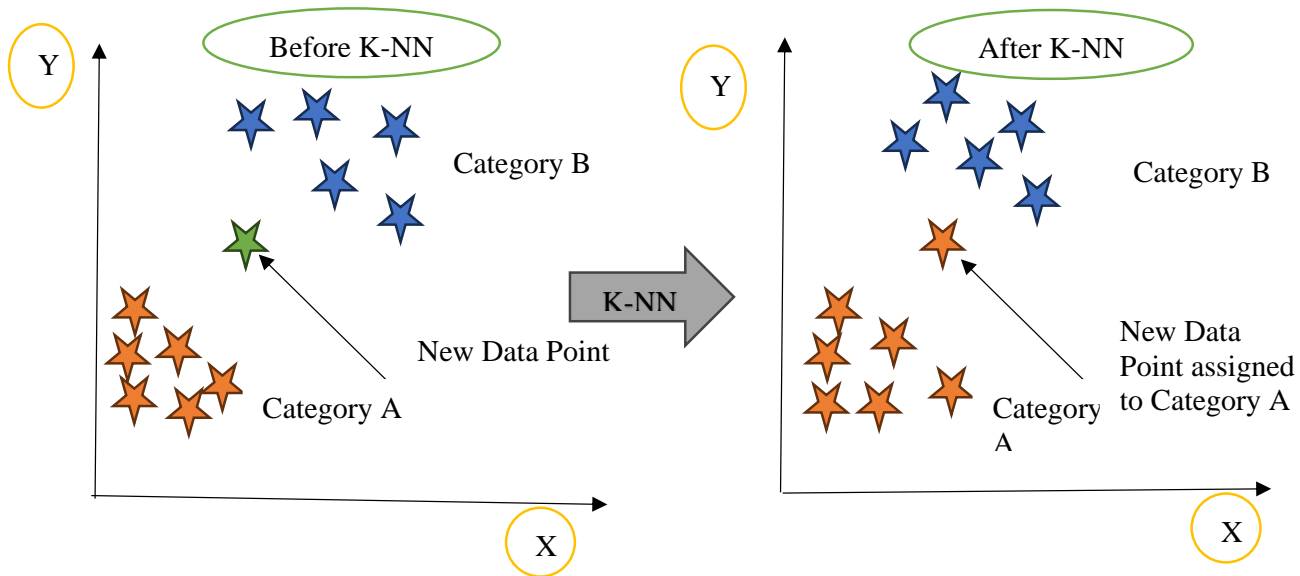 Before K-NN
Y
Category B
New Data Point
Category A
X
K-NN
After K-NN
Y
Category B
New Data
Point assigned
to Category A
Category
A
X